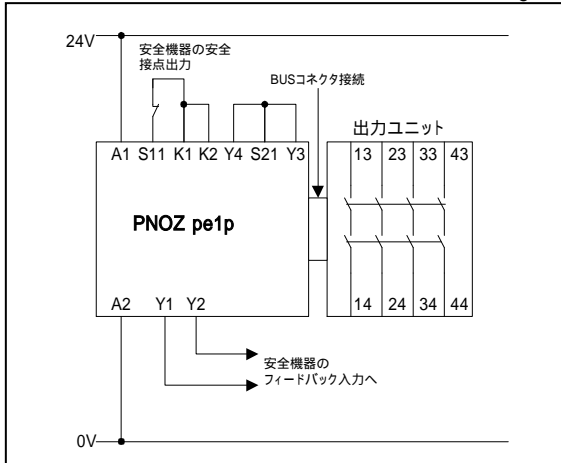 24V
安全機器の安全
接点出力
BUSコネクタ接続
出力ユニット
A1 S11 K1 K2 Y4 S21 Y3
13 23 33 43
PNOZ pe1p
A2 Y1 Y2
14 24 34 44
安全機器の
フィードバック入力へ
0V